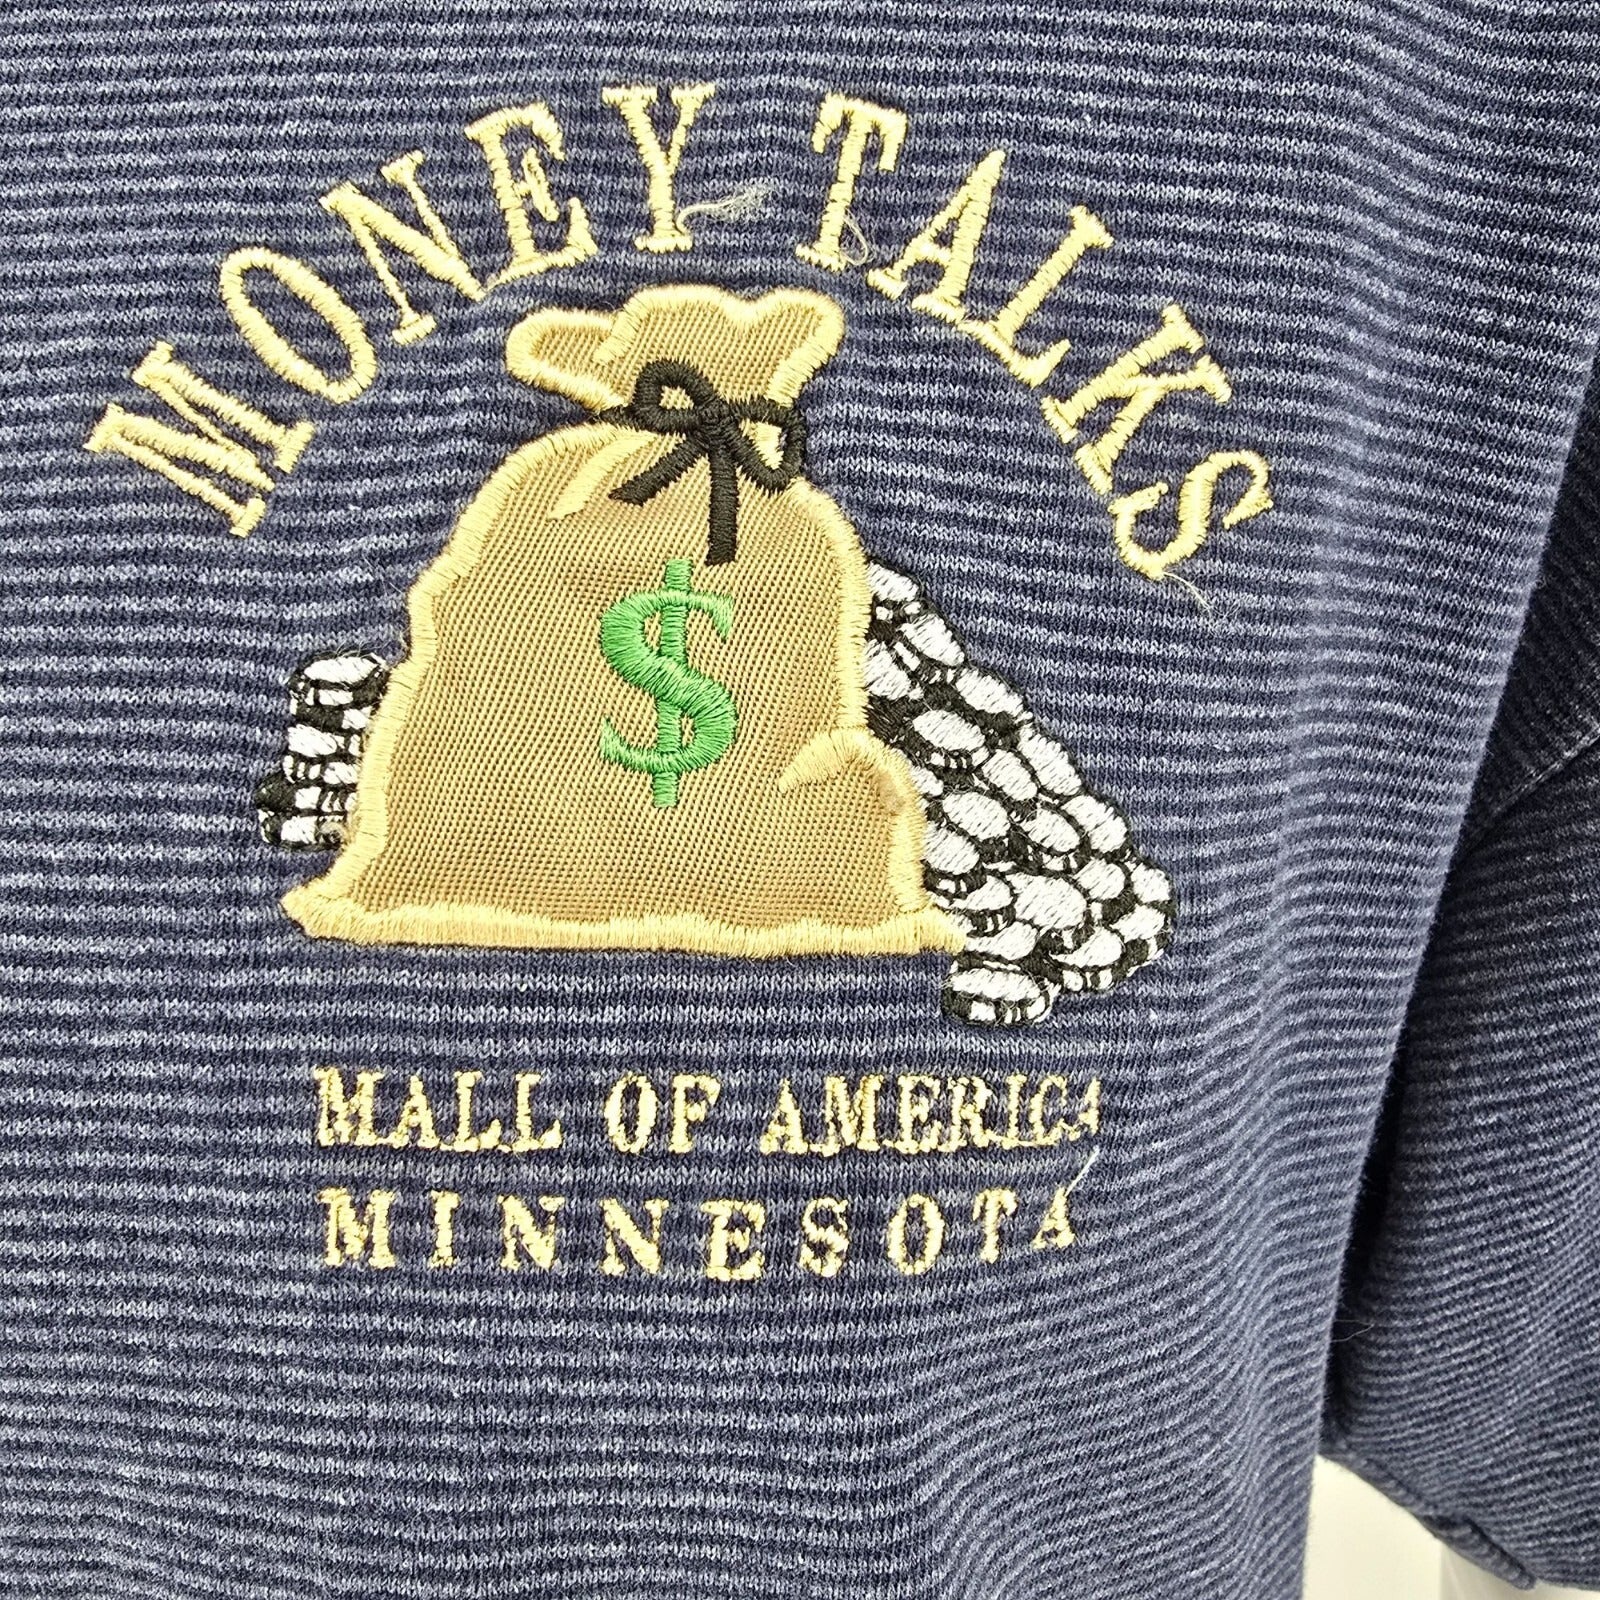 MONEY TALKS
$
MALL OF AMERICA
MINNESOTA